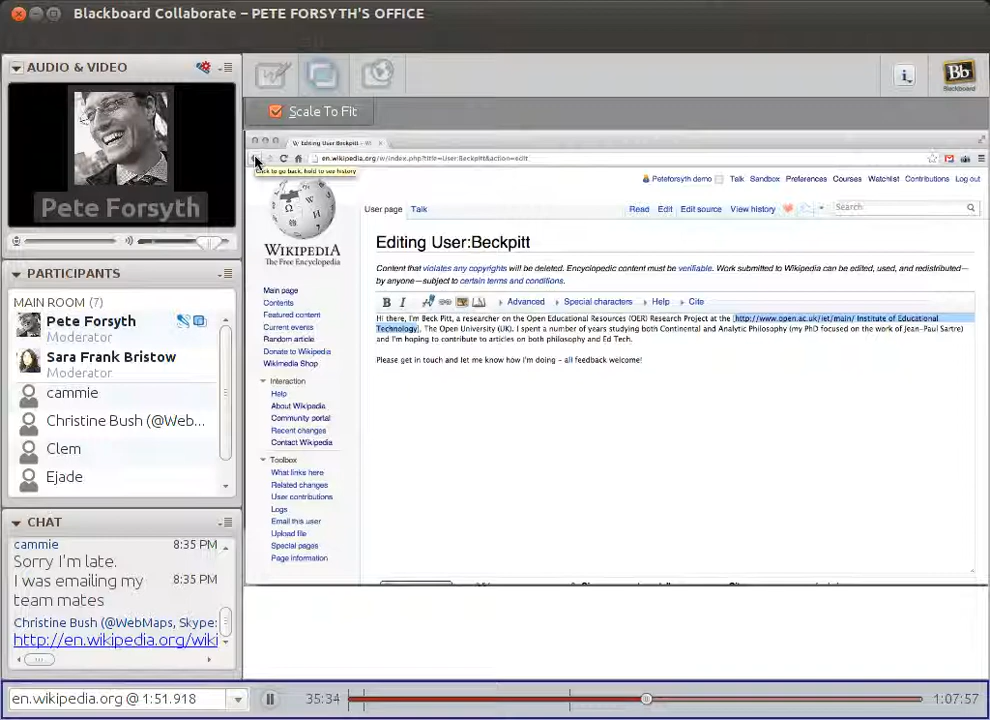 Blackboard Collaborate – PETE FORSYTH'S OFFICE
AUDIO & VIDEO
Pete Forsyth
PARTICIPANTS
MAIN ROOM (7)
Pete Forsyth
Moderator
Sara Frank Bristow
Moderator
cammie
Christine Bush (@Web...
Clem
Ejade
CHAT
cammie 8:35 PM
Sorry I'm late.
I was emailing my 8:35 PM
team mates
Christine Bush (@WebMaps, Skype:
http://en.wikipedia.org/wiki
Scale To Fit
Bb
Blackboard
Editing User:Beckpitt - Wi
en.wikipedia.org/w/index.php?title=User:Beckpitt&action=edit
Click to go back, hold to see history
Peteforsyth demo Talk Sandbox Preferences Courses Watchlist Contributions Log out
User page Talk Read Edit Edit source View history Search
WIKIPEDIA
The Free Encyclopedia
Main page
Contents
Featured content
Current events
Random article
Donate to Wikipedia
Wikimedia Shop
Interaction
Help
About Wikipedia
Community portal
Recent changes
Contact Wikipedia
Toolbox
What links here
Related changes
User contributions
Logs
Email this user
Upload file
Special pages
Page information
Editing User:Beckpitt
Content that violates any copyrights will be deleted. Encyclopedic content must be verifiable. Work submitted to Wikipedia can be edited, used, and redistributed—
by anyone—subject to certain terms and conditions.
B I Advanced Special characters Help Cite
Hi there, I'm Beck Pitt, a researcher on the Open Educational Resources (OER) Research Project at the [http://www.open.ac.uk/iet/main/ Institute of Educational
Technology], The Open University (UK). I spent a number of years studying both Continental and Analytic Philosophy (my PhD focused on the work of Jean-Paul Sartre)
and I'm hoping to contribute to articles on both philosophy and Ed Tech.
Please get in touch and let me know how I'm doing - all feedback welcome!
en.wikipedia.org @ 1:51.918
35:34
1:07:57